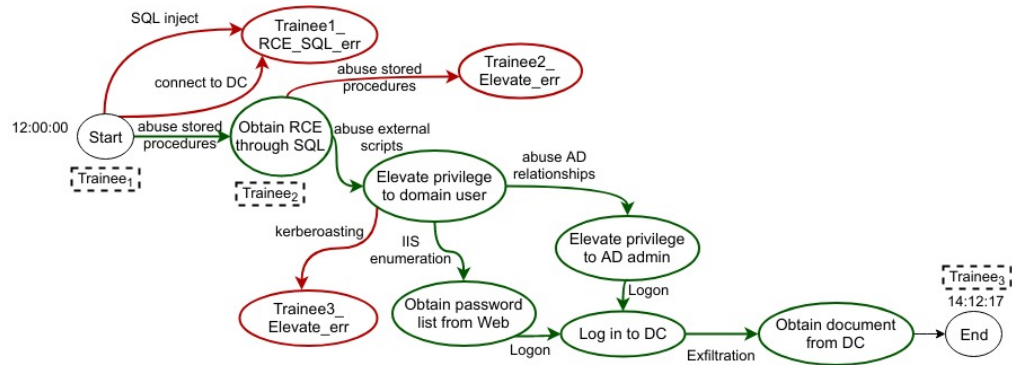 SQL inject
Trainee1_
RCE_SQL_err
connect to DC
abuse stored
procedures
Trainee2_
Elevate_err
12:00:00
Start
abuse stored
procedures
Obtain RCE
through SQL
abuse external
scripts
Trainee1
Trainee2
Elevate privilege
to domain user
abuse AD
relationships
kerberoasting
IIS
enumeration
Elevate privilege
to AD admin
Trainee3_
Elevate_err
Obtain password
list from Web
Logon
Logon
Log in to DC
Exfiltration
Obtain document
from DC
Trainee3
14:12:17
End